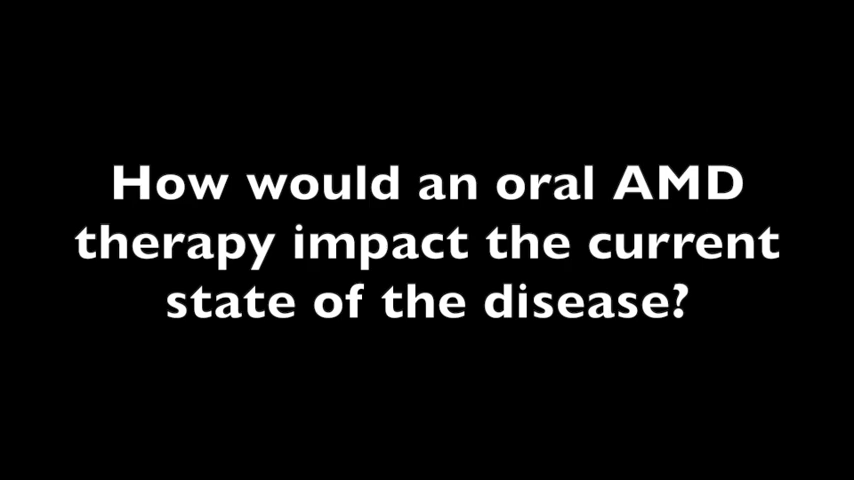 How would an oral AMD
therapy impact the current
state of the disease?